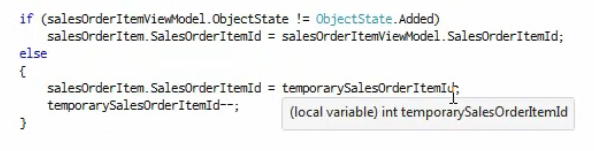 if (salesOrderItemViewModel.ObjectState != ObjectState.Added)
salesOrderItem.SalesOrderItemId = salesOrderItemViewModel.SalesOrderItemId;
else
{
salesOrderItem.SalesOrderItemId = temporarySalesOrderItemId;
temporarySalesOrderItemId--;
(local variable) int temporarySalesOrderItemId
}